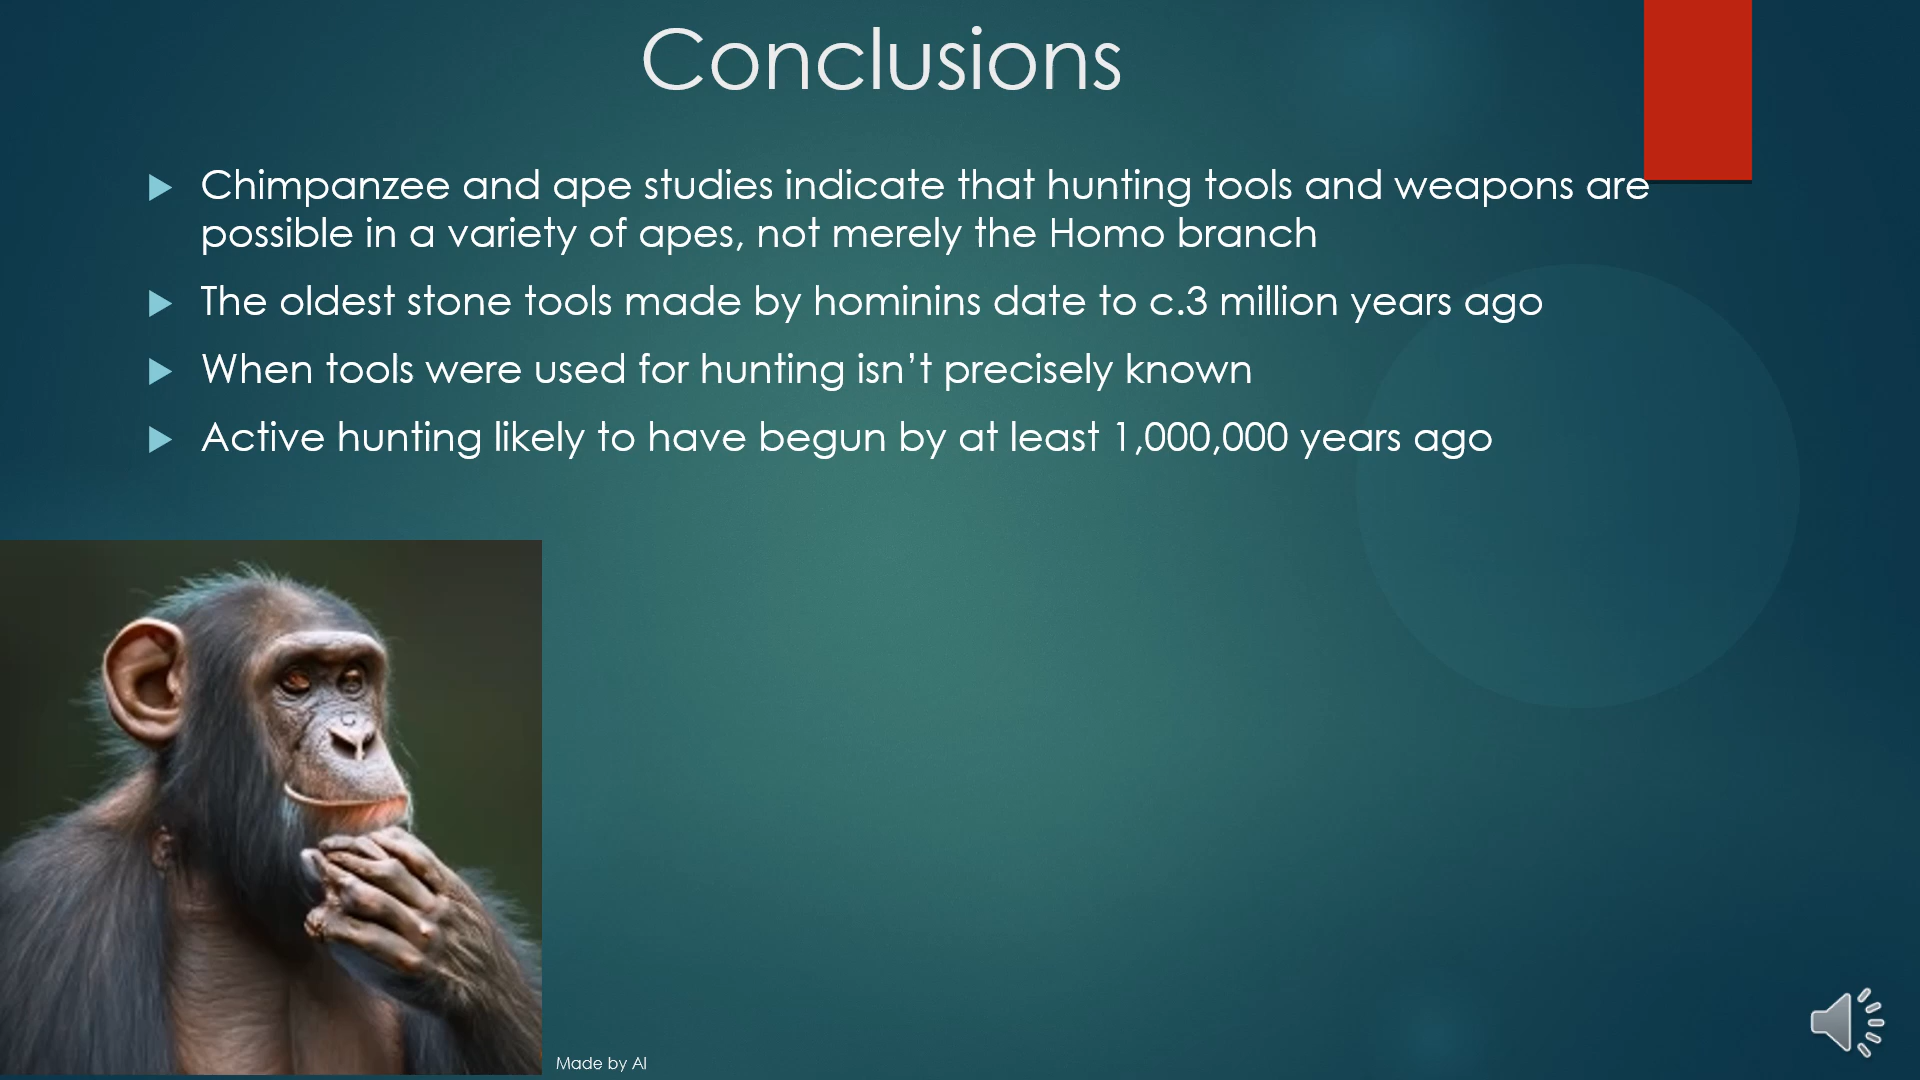 Conclusions
Chimpanzee and ape studies indicate that hunting tools and weapons are
possible in a variety of apes, not merely the Homo branch
The oldest stone tools made by hominins date to c.3 million years ago
When tools were used for hunting isn’t precisely known
Active hunting likely to have begun by at least 1,000,000 years ago
Made by AI